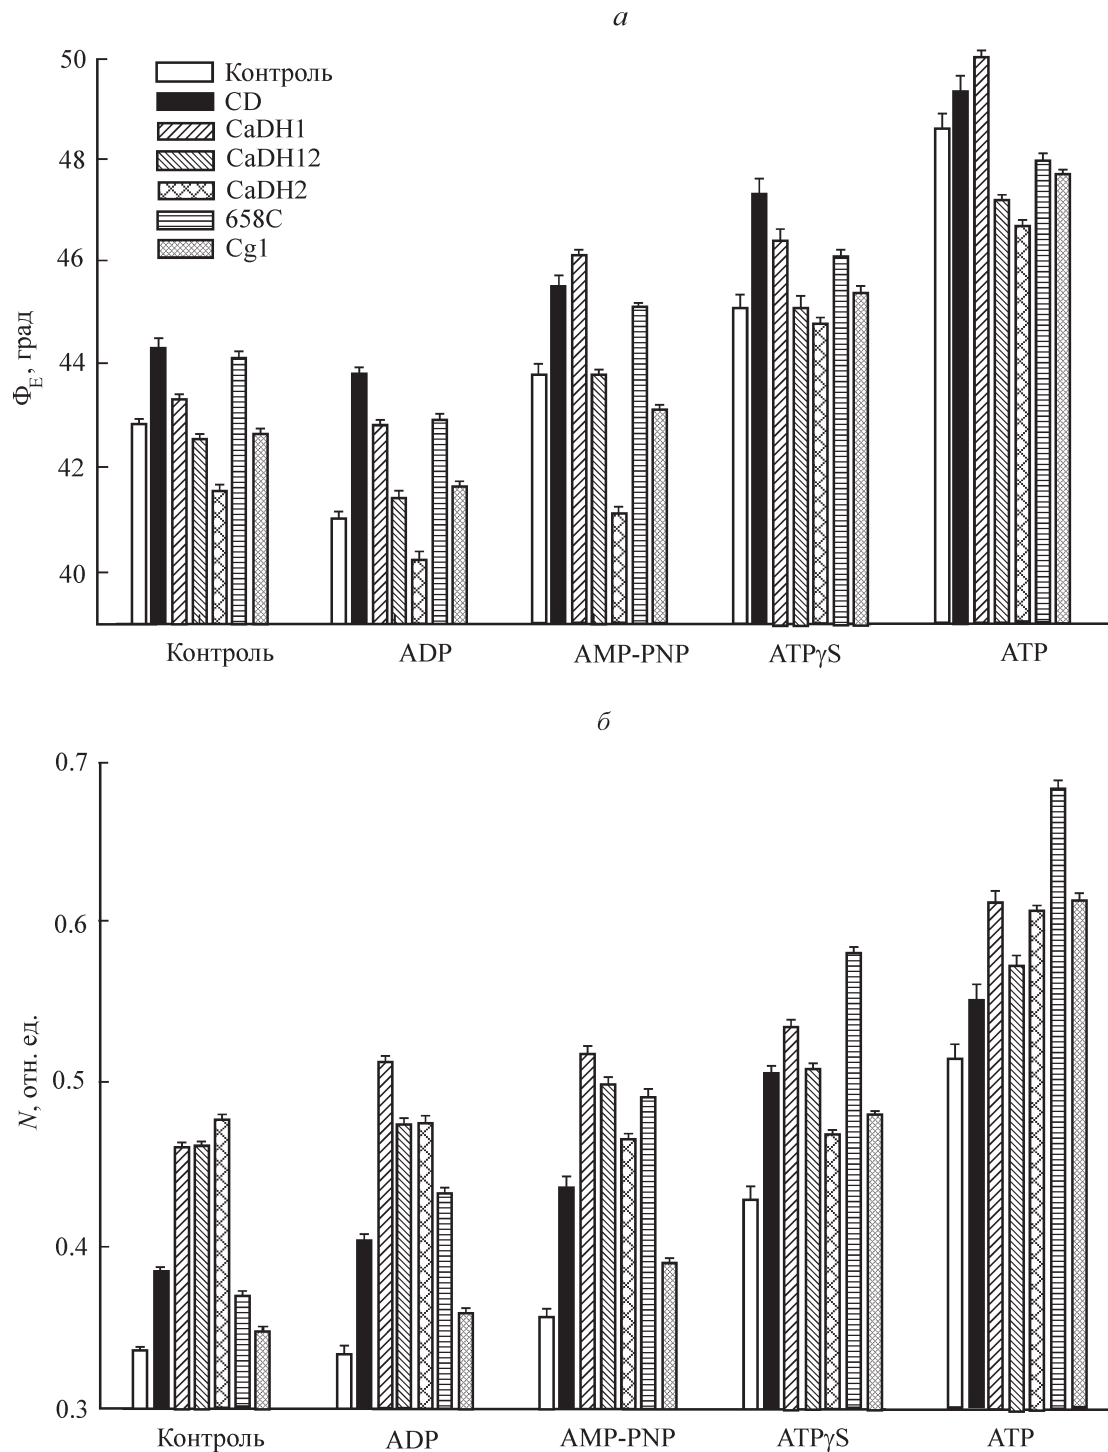 а
50
48
46
44
42
40
Φ_E, град
Контроль
CD
CaDH1
CaDH12
CaDH2
658C
Cg1
Контроль ADP AMP-PNP ATPγS ATP
б
0.7
0.6
0.5
0.4
0.3
N, отн. ед.
Контроль ADP AMP-PNP ATPγS ATP